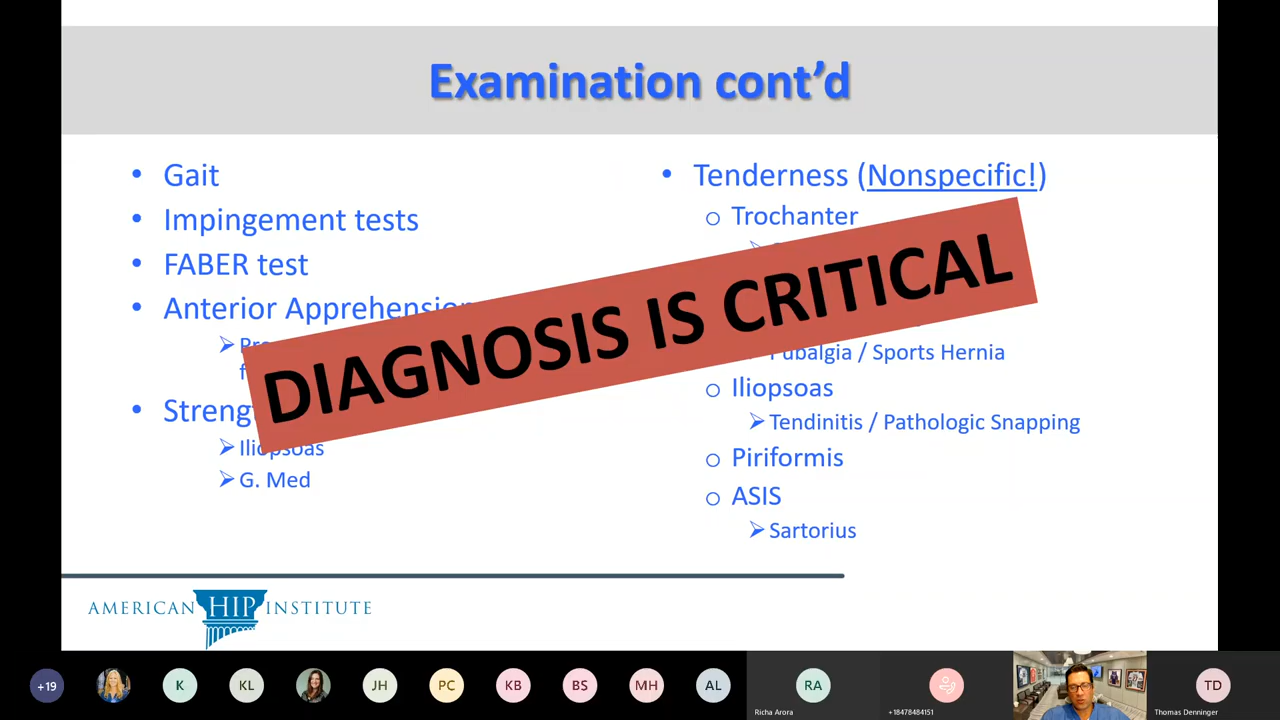 Examination cont'd
• Gait
• Impingement tests
• FABER test
• Anterior Apprehension
• Streng
➢ Iliopsoas
➢ G. Med
• Tenderness (Nonspecific!)
o Trochanter
Pubalgia / Sports Hernia
o Iliopsoas
➢ Tendinitis / Pathologic Snapping
o Piriformis
o ASIS
➢ Sartorius
DIAGNOSIS IS CRITICAL
AMERICAN HIP INSTITUTE
+19
K
KL
JH
PC
KB
BS
MH
AL
RA
Richa Arora
+18478484151
TD
Thomas Denninger